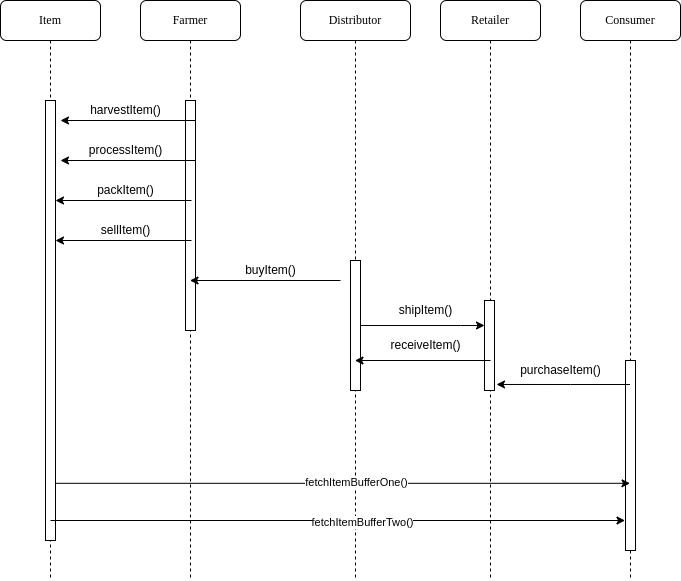 Item
Farmer
Distributor
Retailer
Consumer
harvestItem()
processItem()
packItem()
sellItem()
buyItem()
shipItem()
receiveItem()
purchaseItem()
fetchItemBufferOne()
fetchItemBufferTwo()